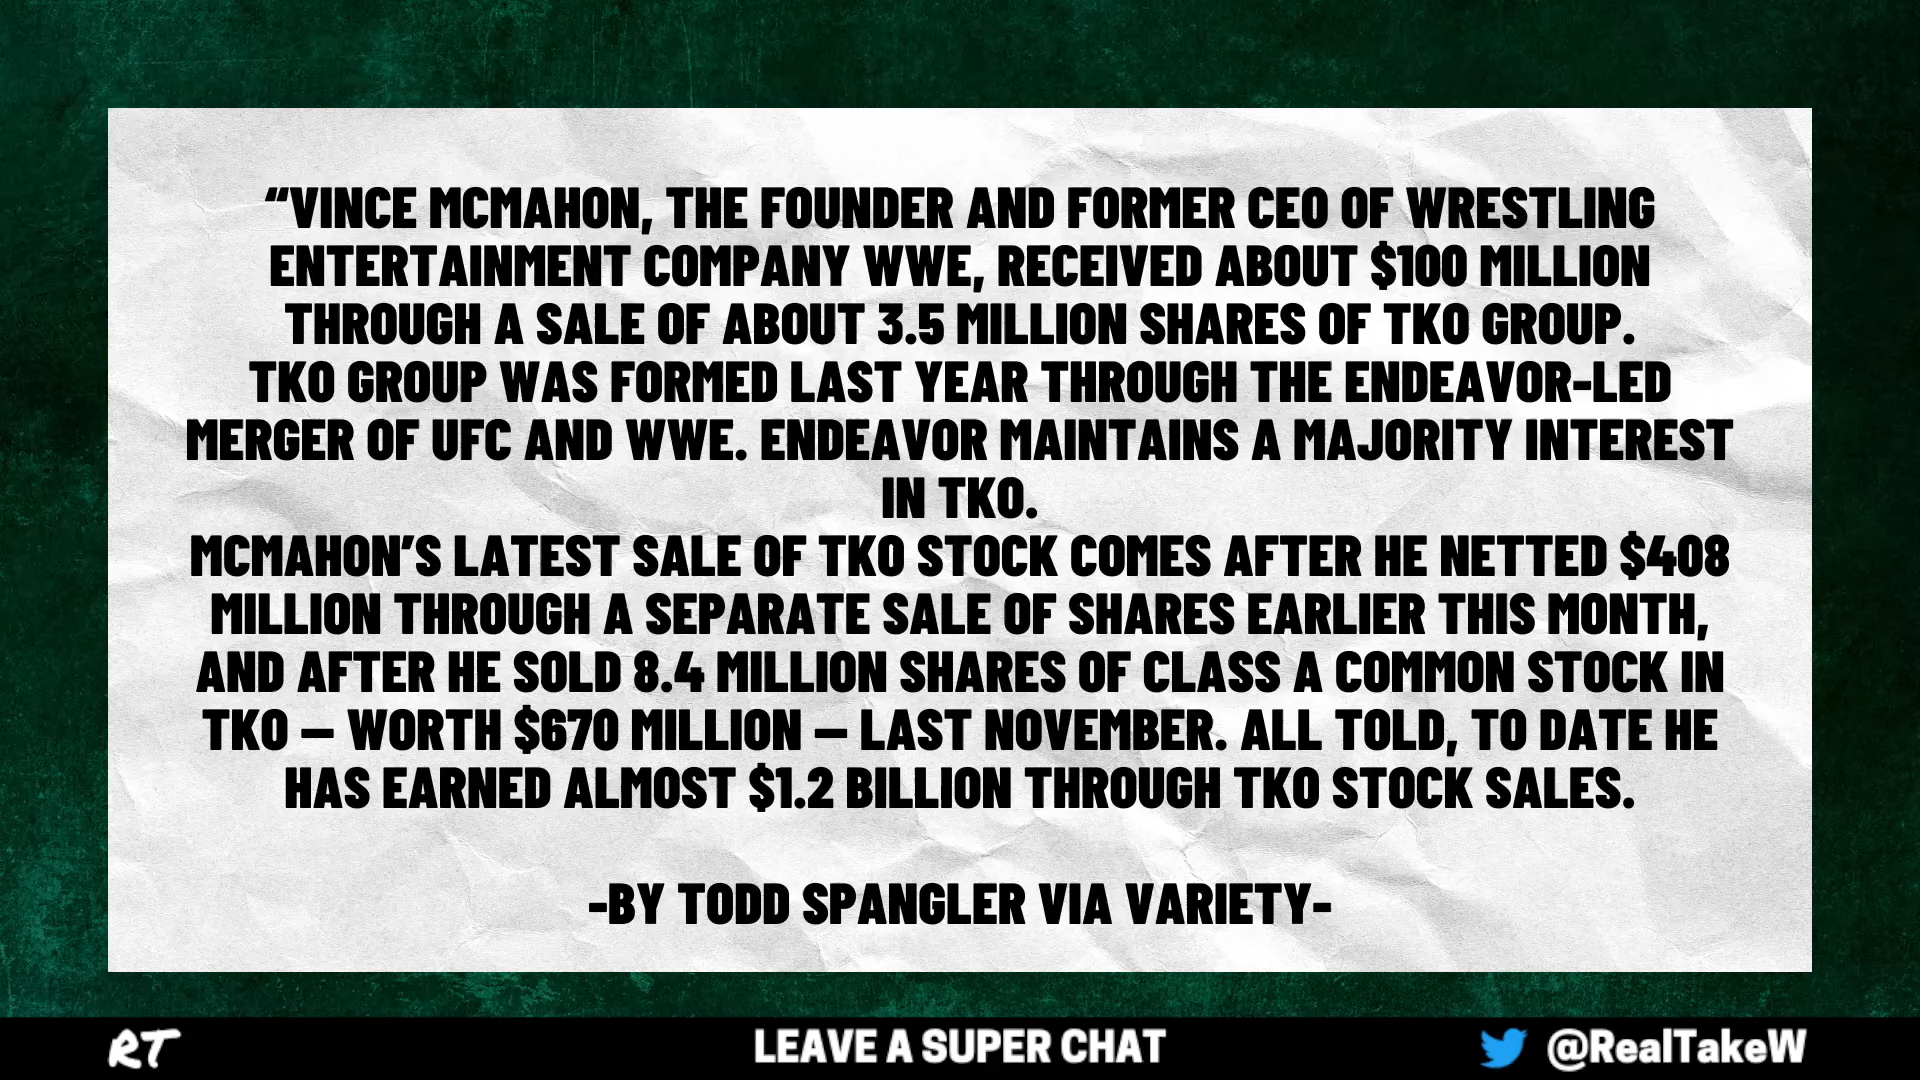 “VINCE MCMAHON, THE FOUNDER AND FORMER CEO OF WRESTLING
ENTERTAINMENT COMPANY WWE, RECEIVED ABOUT $100 MILLION
THROUGH A SALE OF ABOUT 3.5 MILLION SHARES OF TKO GROUP.
TKO GROUP WAS FORMED LAST YEAR THROUGH THE ENDEAVOR-LED
MERGER OF UFC AND WWE. ENDEAVOR MAINTAINS A MAJORITY INTEREST
IN TKO.
MCMAHON’S LATEST SALE OF TKO STOCK COMES AFTER HE NETTED $408
MILLION THROUGH A SEPARATE SALE OF SHARES EARLIER THIS MONTH,
AND AFTER HE SOLD 8.4 MILLION SHARES OF CLASS A COMMON STOCK IN
TKO — WORTH $670 MILLION — LAST NOVEMBER. ALL TOLD, TO DATE HE
HAS EARNED ALMOST $1.2 BILLION THROUGH TKO STOCK SALES.
-BY TODD SPANGLER VIA VARIETY-
RT
LEAVE A SUPER CHAT
@RealTakeW